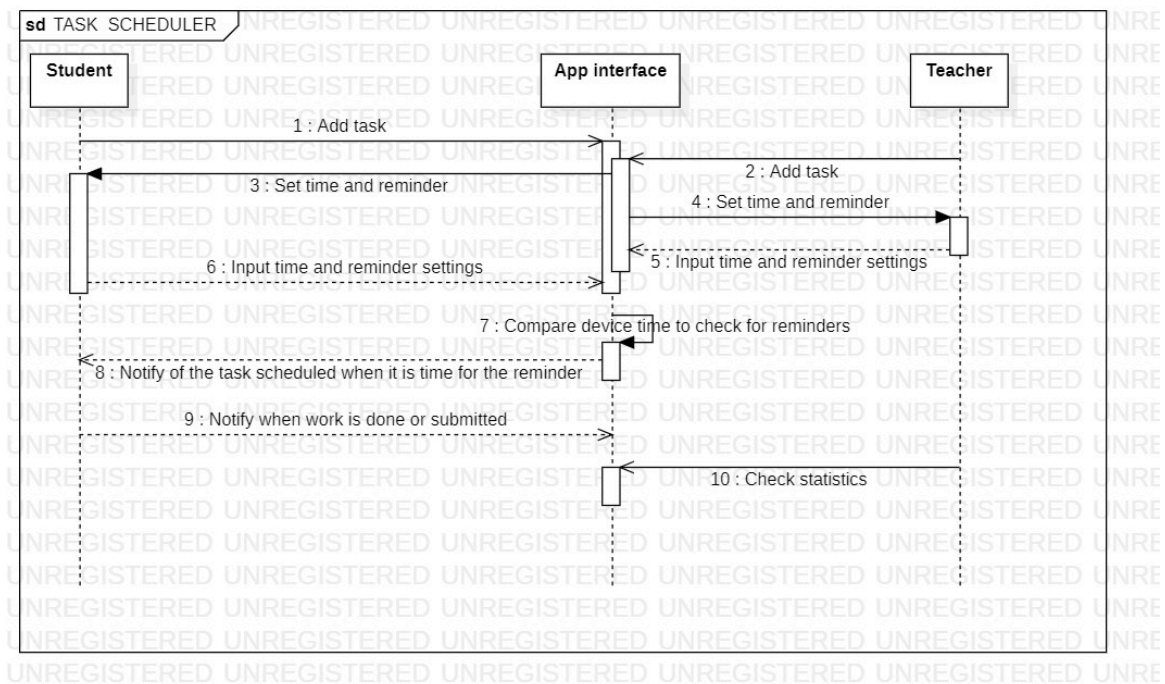 sd TASK SCHEDULER
Student
App interface
Teacher
1 : Add task
2 : Add task
3 : Set time and reminder
4 : Set time and reminder
5 : Input time and reminder settings
6 : Input time and reminder settings
7 : Compare device time to check for reminders
8 : Notify of the task scheduled when it is time for the reminder
9 : Notify when work is done or submitted
10 : Check statistics
UNREGISTERED UNREGISTERED UNREGISTERED UNREGISTERED UNREGISTERED UNRE